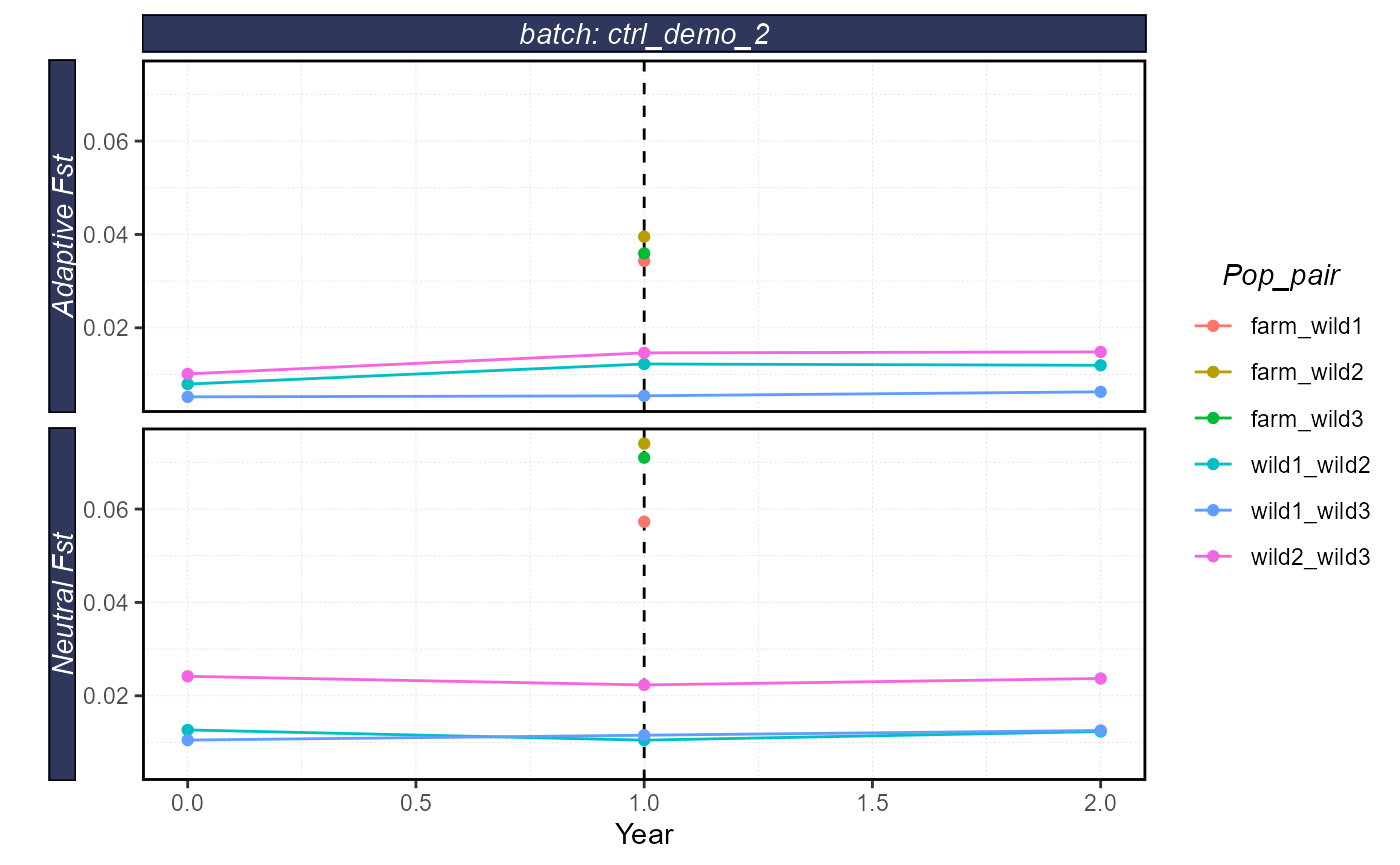 batch: ctrl_demo_2
Adaptive Fst
0.06
0.04
0.02
Neutral Fst
0.06
0.04
0.02
0.0
0.5
1.0
1.5
2.0
Year
Pop_pair
farm_wild1
farm_wild2
farm_wild3
wild1_wild2
wild1_wild3
wild2_wild3